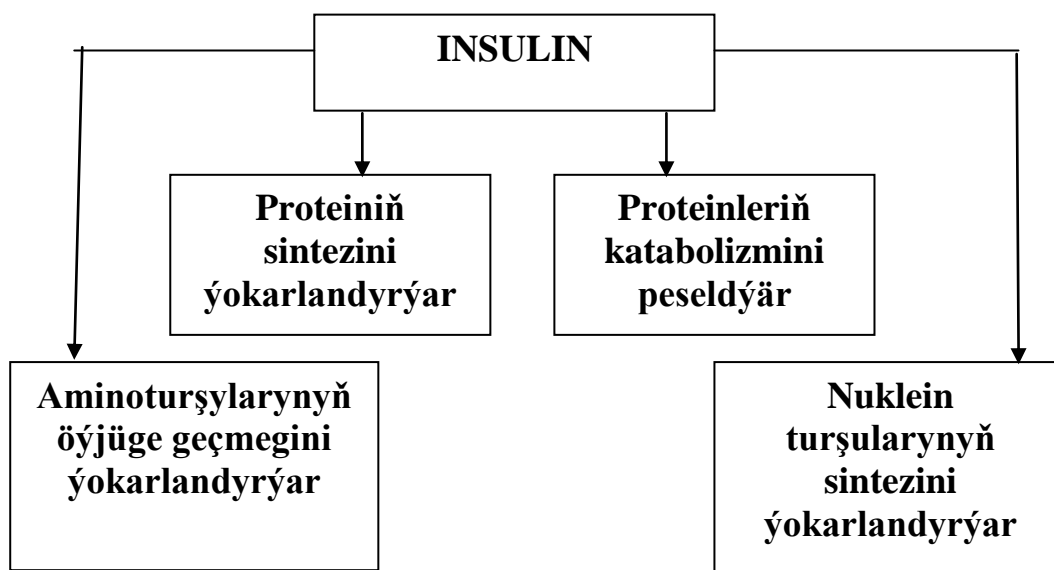 INSULIN
Proteiniň
sintezini
ýokarlandyrýar
Proteinleriň
katabolizmini
peseldýär
Aminoturşylarynyň
öýjüge geçmegini
ýokarlandyrýar
Nuklein
turşularynyň
sintezini
ýokarlandyrýar